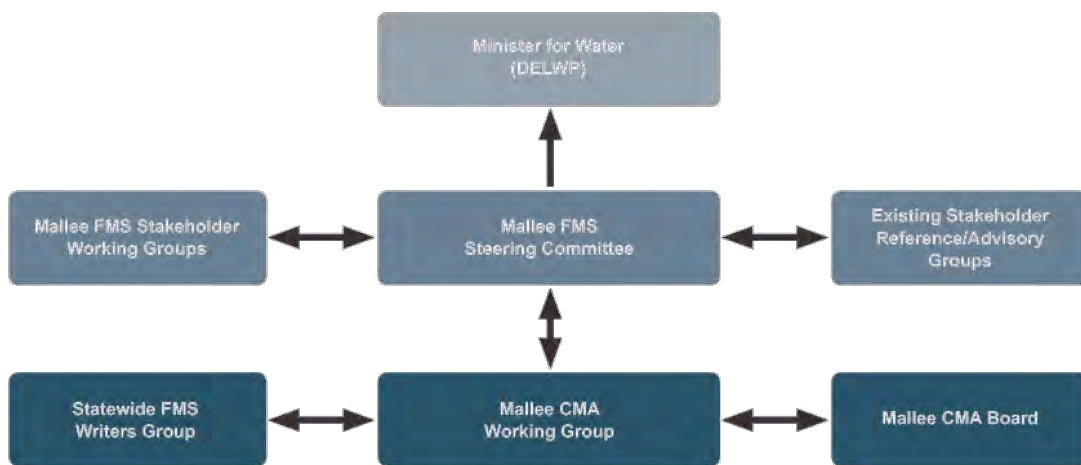 Minister for Water
(DELWP)
Mallee FMS Stakeholder
Working Groups
Mallee FMS
Steering Committee
Existing Stakeholder
Reference/Advisory
Groups
Statewide FMS
Writers Group
Mallee CMA
Working Group
Mallee CMA Board